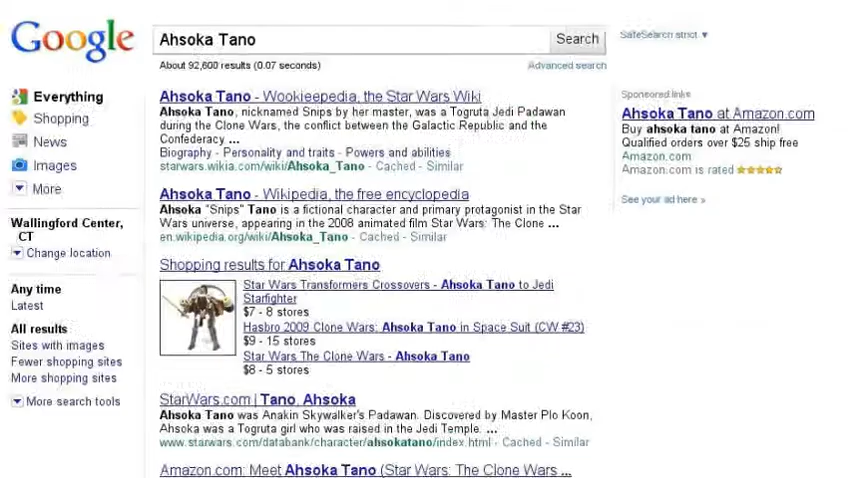 Google
Ahsoka Tano
Search
SafeSearch strict ▼
About 92,600 results (0.07 seconds)
Advanced search
Everything
Shopping
News
Images
More
Wallingford Center,
CT
Change location
Any time
Latest
All results
Sites with images
Fewer shopping sites
More shopping sites
More search tools
Ahsoka Tano - Wookieepedia, the Star Wars Wiki
Ahsoka Tano, nicknamed Snips by her master, was a Togruta Jedi Padawan
during the Clone Wars, the conflict between the Galactic Republic and the
Confederacy ...
Biography - Personality and traits - Powers and abilities
starwars.wikia.com/wiki/Ahsoka_Tano - Cached - Similar
Ahsoka Tano - Wikipedia, the free encyclopedia
Ahsoka "Snips" Tano is a fictional character and primary protagonist in the Star
Wars universe, appearing in the 2008 animated film Star Wars: The Clone ...
en.wikipedia.org/wiki/Ahsoka_Tano - Cached - Similar
Shopping results for Ahsoka Tano
Star Wars Transformers Crossovers - Ahsoka Tano to Jedi
Starfighter
$7 - 8 stores
Hasbro 2009 Clone Wars: Ahsoka Tano in Space Suit (CW #23)
$9 - 15 stores
Star Wars The Clone Wars - Ahsoka Tano
$8 - 5 stores
StarWars.com | Tano, Ahsoka
Ahsoka Tano was Anakin Skywalker's Padawan. Discovered by Master Plo Koon,
Ahsoka was a Togruta girl who was raised in the Jedi Temple. ...
www.starwars.com/databank/character/ahsokatano/index.html - Cached - Similar
Amazon.com: Meet Ahsoka Tano (Star Wars: The Clone Wars ...
Sponsored links
Ahsoka Tano at Amazon.com
Buy ahsoka tano at Amazon!
Qualified orders over $25 ship free
Amazon.com
Amazon.com is rated
See your ad here »